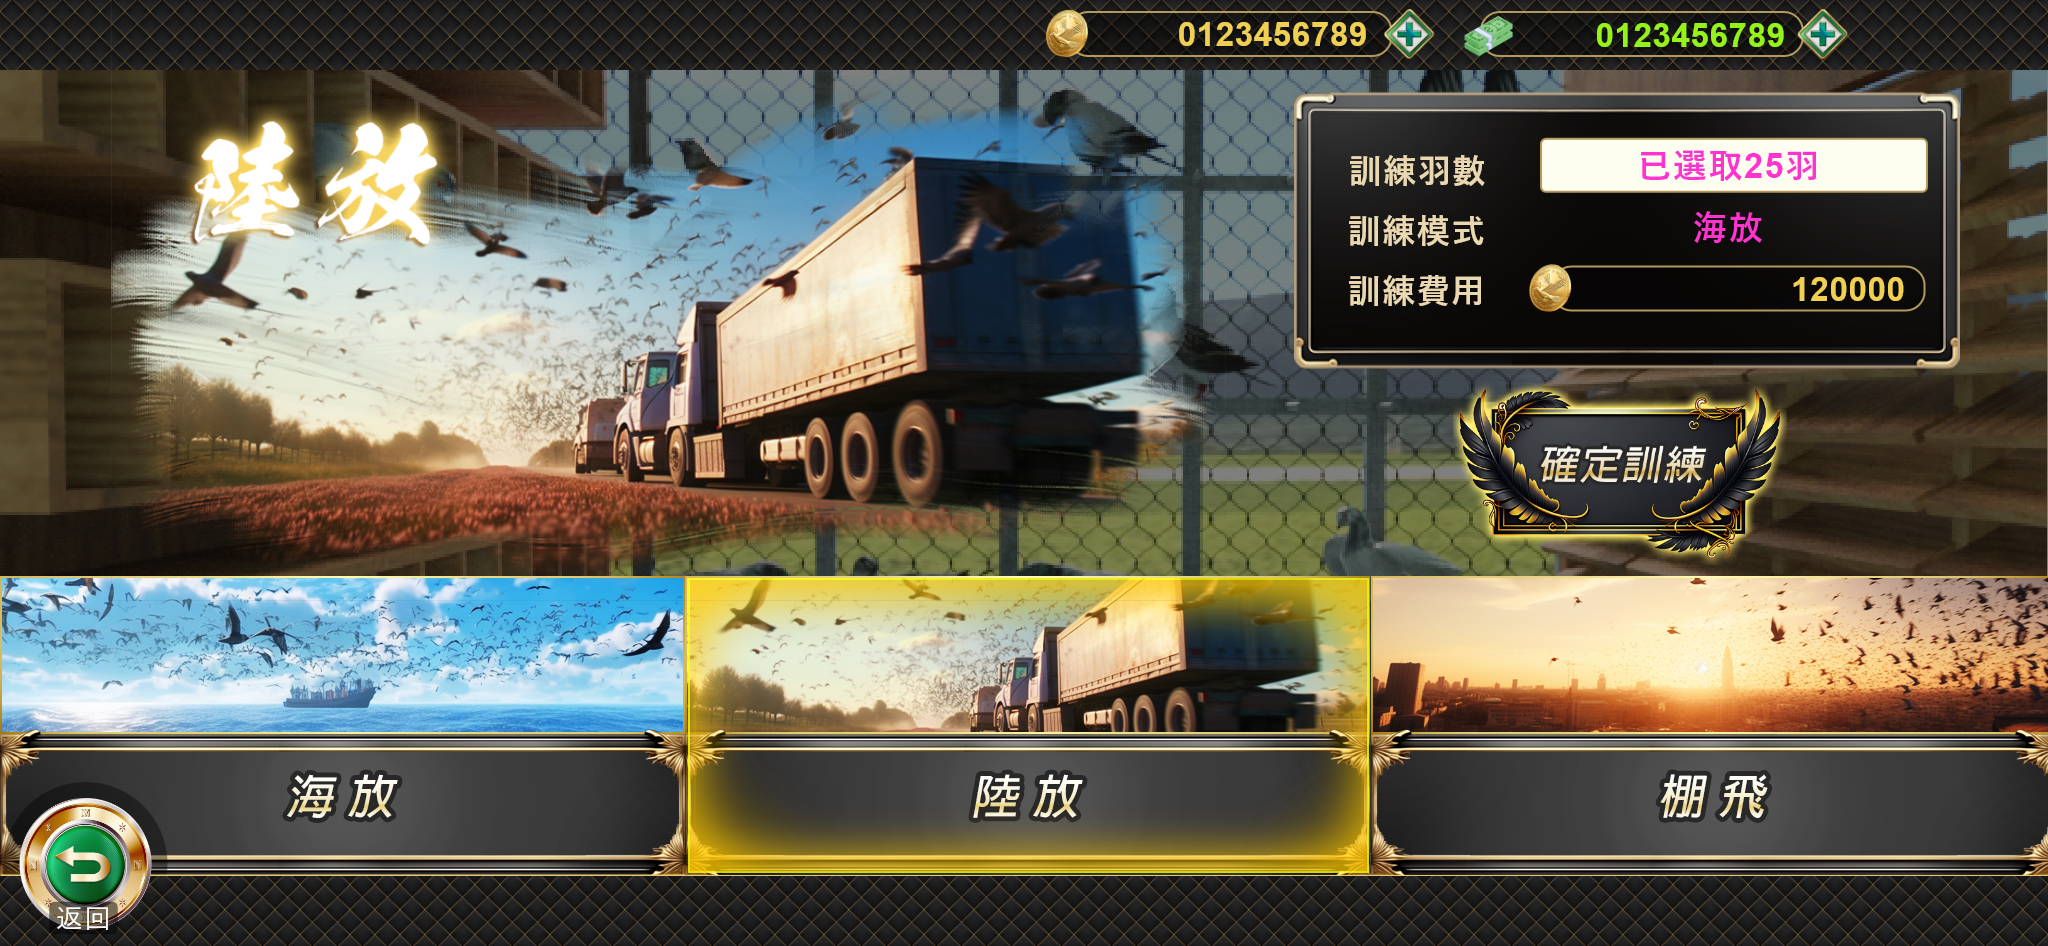 0123456789
0123456789
陸放
訓練羽數
已選取25羽
訓練模式
海放
訓練費用
120000
確定訓練
海放
陸放
棚飛
返回